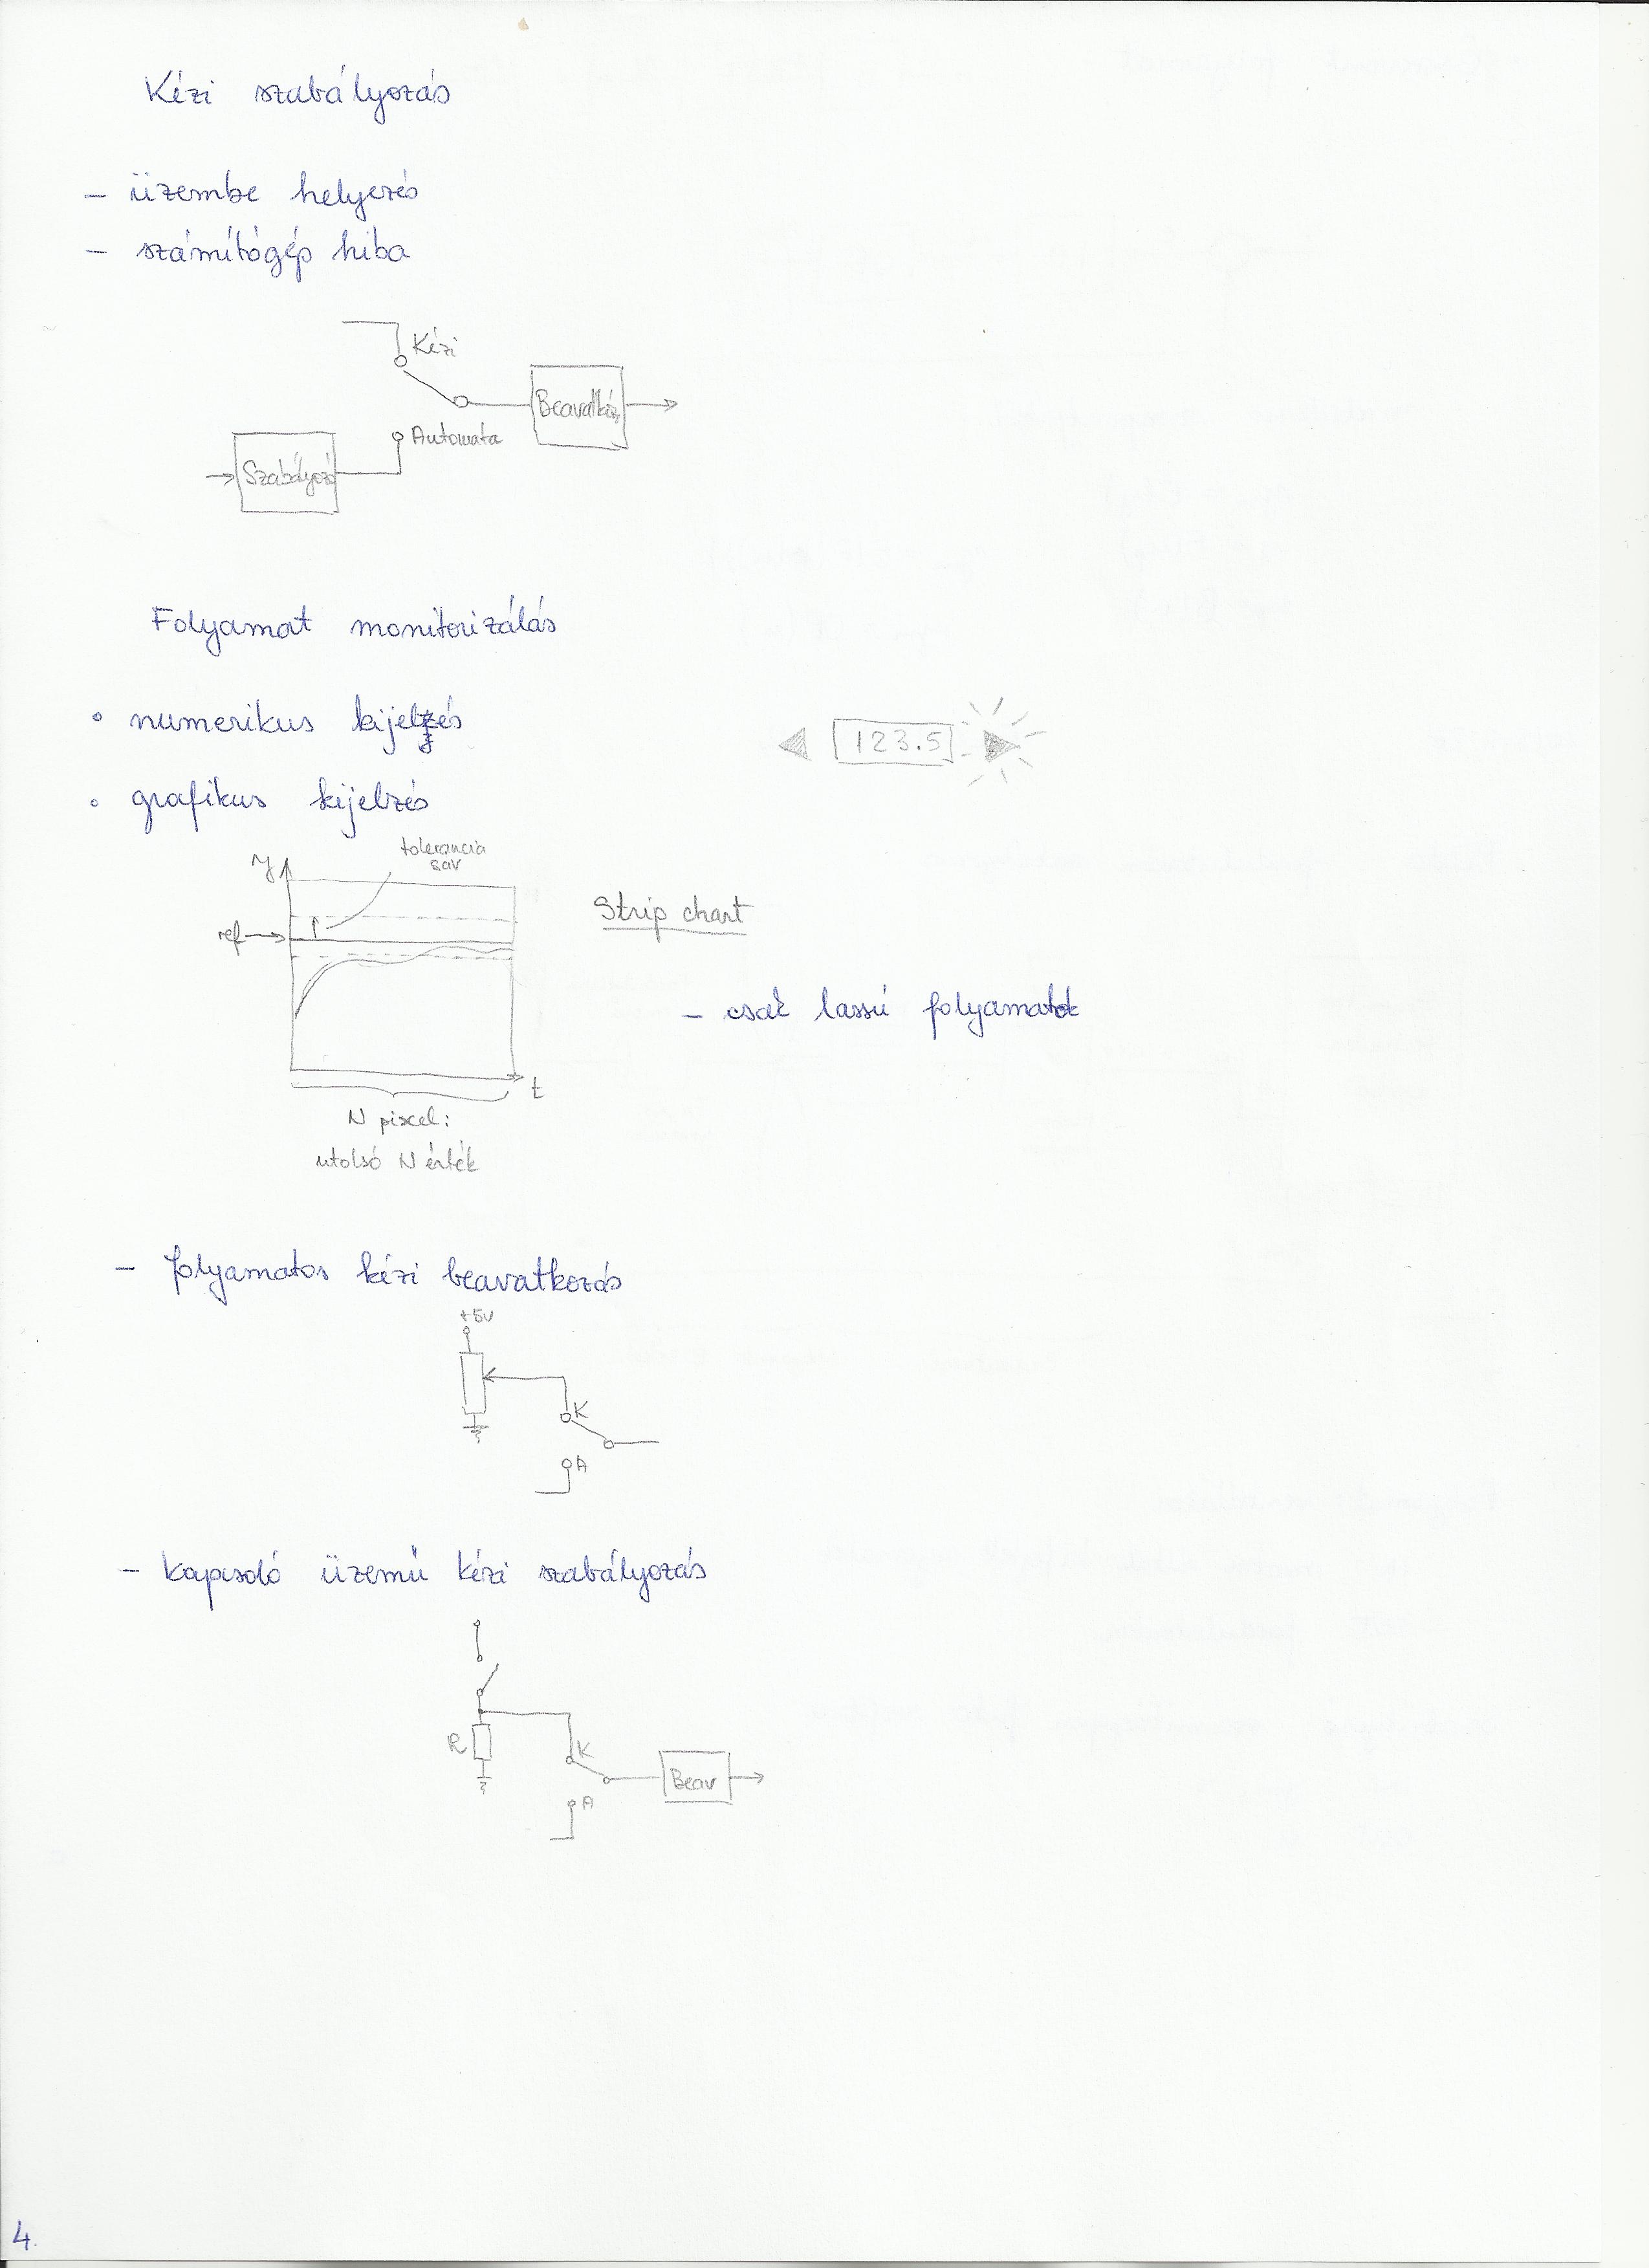 Kézi szabályozás
- üzembe helyezés
- számítógép hiba
Kézi
Beavatkéz
Automata
Szabályozó
Folyamat monitorizálás
° numerikus kijelzés
123.5
° grafikus kijelzés
tolerancia
sáv
y
ref
Strip chart
- csak lassú folyamatok
t
N pixel:
utolsó N érték
- folyamatos kézi beavatkozás
+5V
K
A
- kapcsoló üzemű kézi szabályozás
R
K
Beav
A
4.